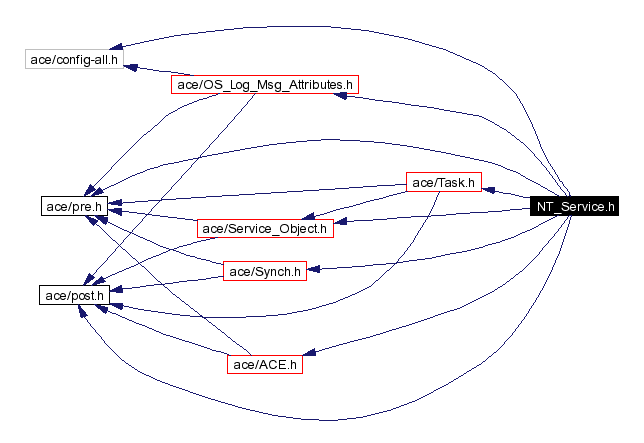 ace/config-all.h
ace/OS_Log_Msg_Attributes.h
ace/Task.h
ace/pre.h
NT_Service.h
ace/Service_Object.h
ace/Synch.h
ace/post.h
ace/ACE.h